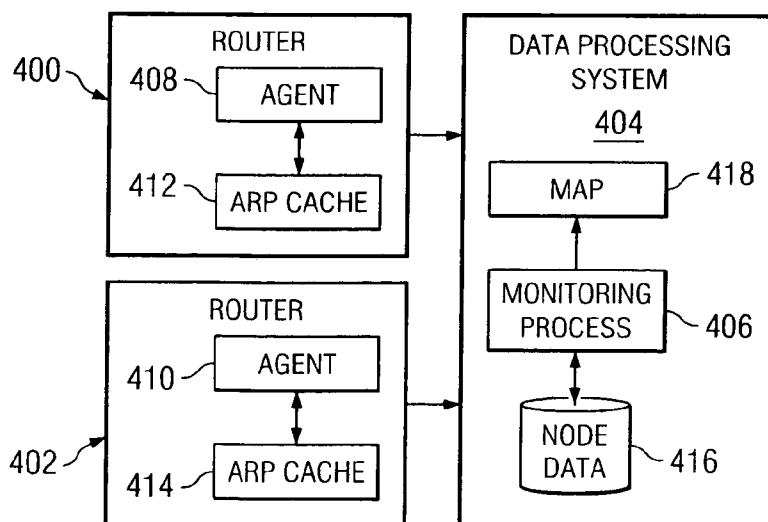 ROUTER
400
408
AGENT
412
ARP CACHE
ROUTER
410
AGENT
402
414
ARP CACHE
DATA PROCESSING
SYSTEM
404
MAP
418
MONITORING
PROCESS
406
NODE
DATA
416